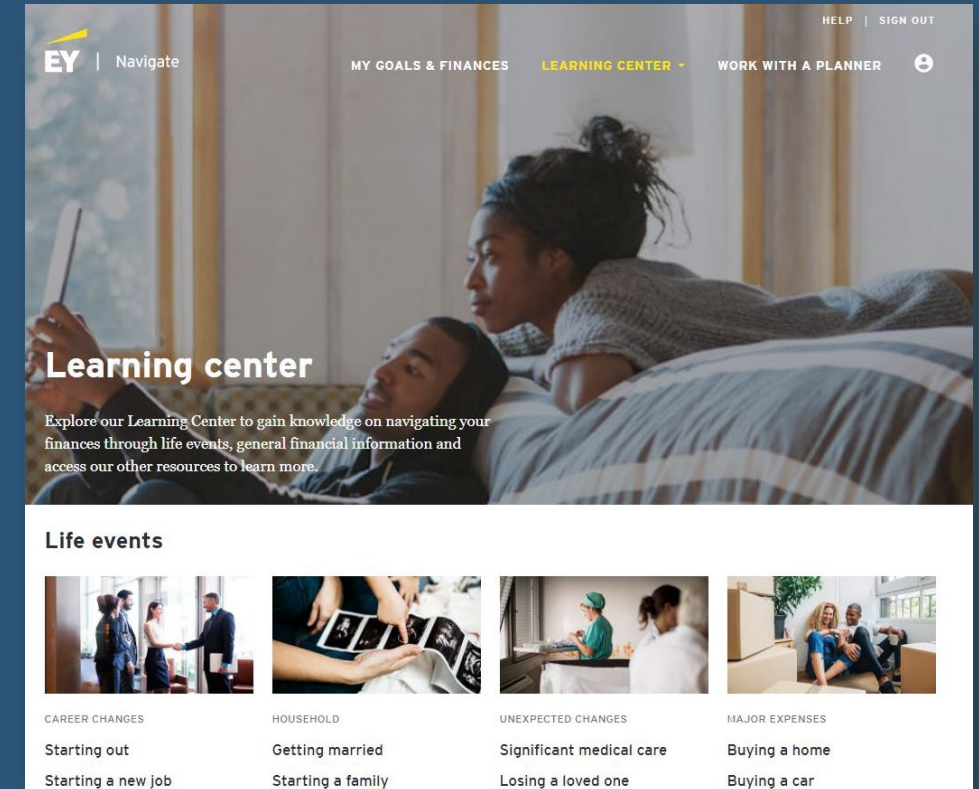 HELP | SIGN OUT
EY | Navigate
MY GOALS & FINANCES LEARNING CENTER WORK WITH A PLANNER
Learning center
Explore our Learning Center to gain knowledge on navigating your
finances through life events, general financial information and
access our other resources to learn more.
Life events
CAREER CHANGES
Starting out
Starting a new job
HOUSEHOLD
Getting married
Starting a family
UNEXPECTED CHANGES
Significant medical care
Losing a loved one
MAJOR EXPENSES
Buying a home
Buying a car